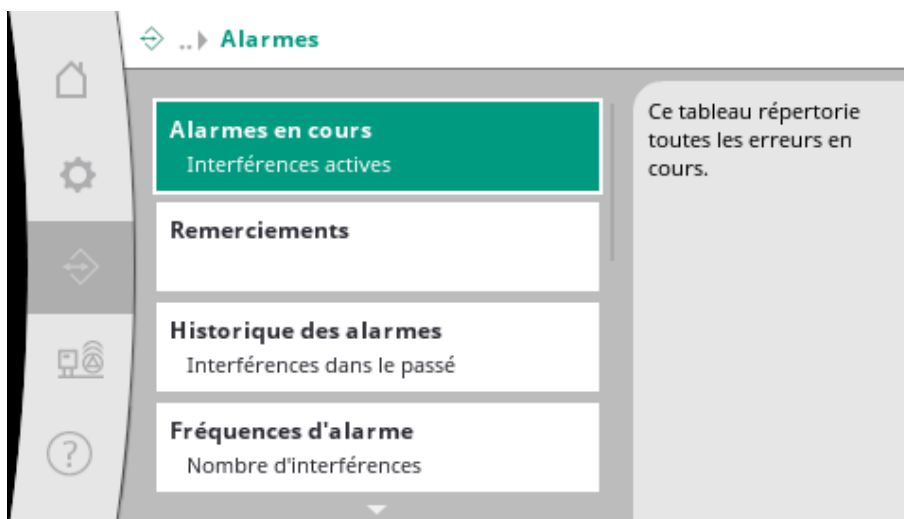 ..▸ Alarmes
Alarmes en cours
Interférences actives
Remerciements
Historique des alarmes
Interférences dans le passé
Fréquences d'alarme
Nombre d'interférences
Ce tableau répertorie
toutes les erreurs en
cours.
?